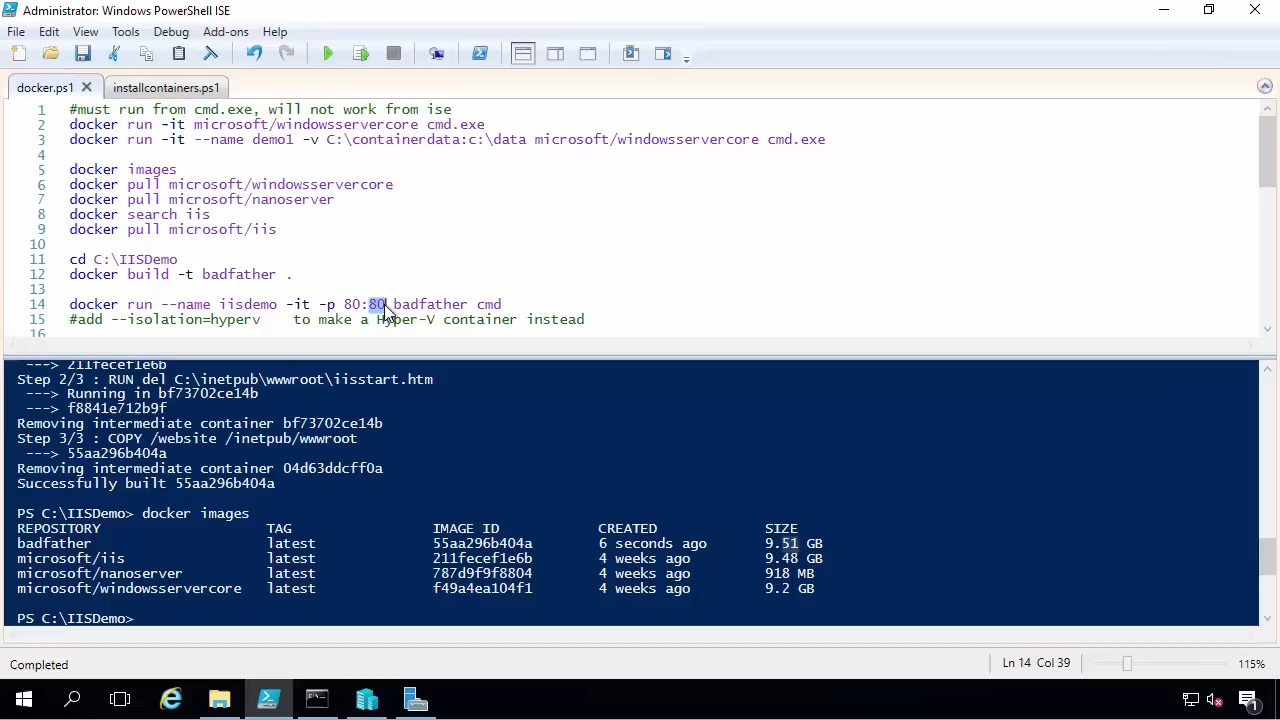 Administrator: Windows PowerShell ISE
File Edit View Tools Debug Add-ons Help
docker.ps1 installcontainers.ps1
1 #must run from cmd.exe, will not work from ise
2 docker run -it microsoft/windowsservercore cmd.exe
3 docker run -it --name demo1 -v C:\containerdata:c:\data microsoft/windowsservercore cmd.exe
4
5 docker images
6 docker pull microsoft/windowsservercore
7 docker pull microsoft/nanoserver
8 docker search iis
9 docker pull microsoft/iis
10
11 cd C:\IISDemo
12 docker build -t badfather .
13
14 docker run --name iisdemo -it -p 80:80 badfather cmd
15 #add --isolation=hyperv to make a Hyper-V container instead
16
---> 211fecef1e6b
Step 2/3 : RUN del C:\inetpub\wwwroot\iisstart.htm
---> Running in bf73702ce14b
---> f8841e712b9f
Removing intermediate container bf73702ce14b
Step 3/3 : COPY /website /inetpub/wwwroot
---> 55aa296b404a
Removing intermediate container 04d63ddcff0a
Successfully built 55aa296b404a
PS C:\IISDemo> docker images
REPOSITORY TAG IMAGE ID CREATED SIZE
badfather latest 55aa296b404a 6 seconds ago 9.51 GB
microsoft/iis latest 211fecef1e6b 4 weeks ago 9.48 GB
microsoft/nanoserver latest 787d9f9f8804 4 weeks ago 918 MB
microsoft/windowsservercore latest f49a4ea104f1 4 weeks ago 9.2 GB
PS C:\IISDemo>
Completed Ln 14 Col 39 115%
1